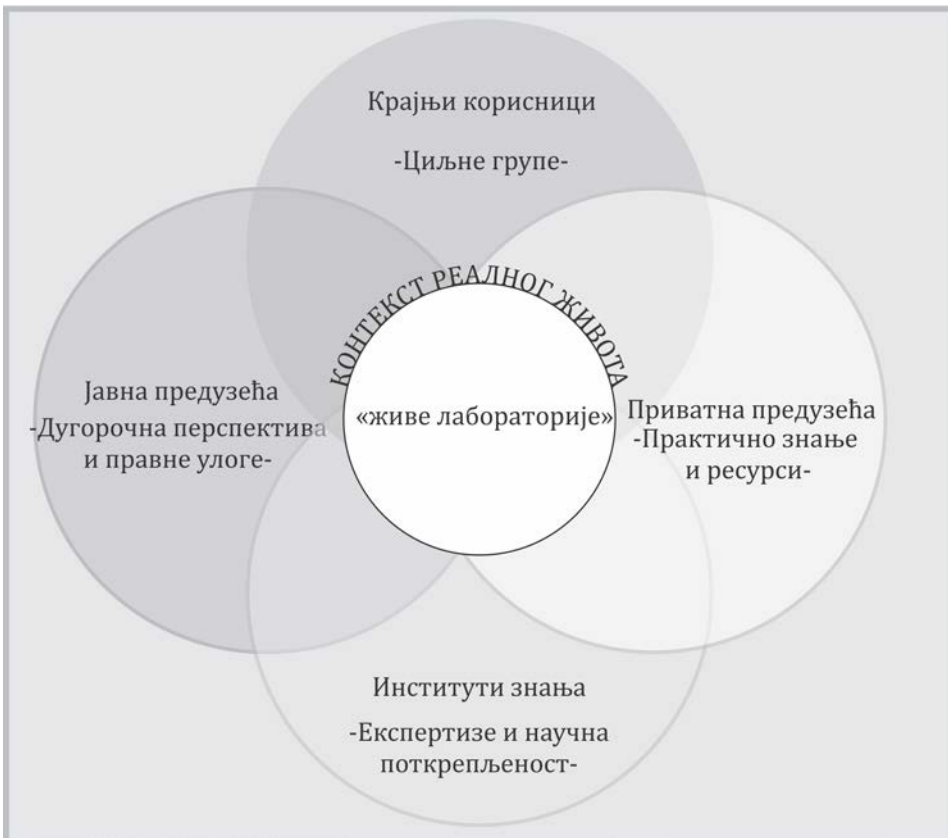 Крајњи корисници
-Циљне групе-
КОНТЕКСТ РЕАЛНОГ ЖИВОТА
«живе лабораторије»
Јавна предузећа
-Дугорочна перспектива
и правне улоге-
Приватна предузећа
-Практично знање
и ресурси-
Институти знања
-Експертизе и научна
поткрепљеност-